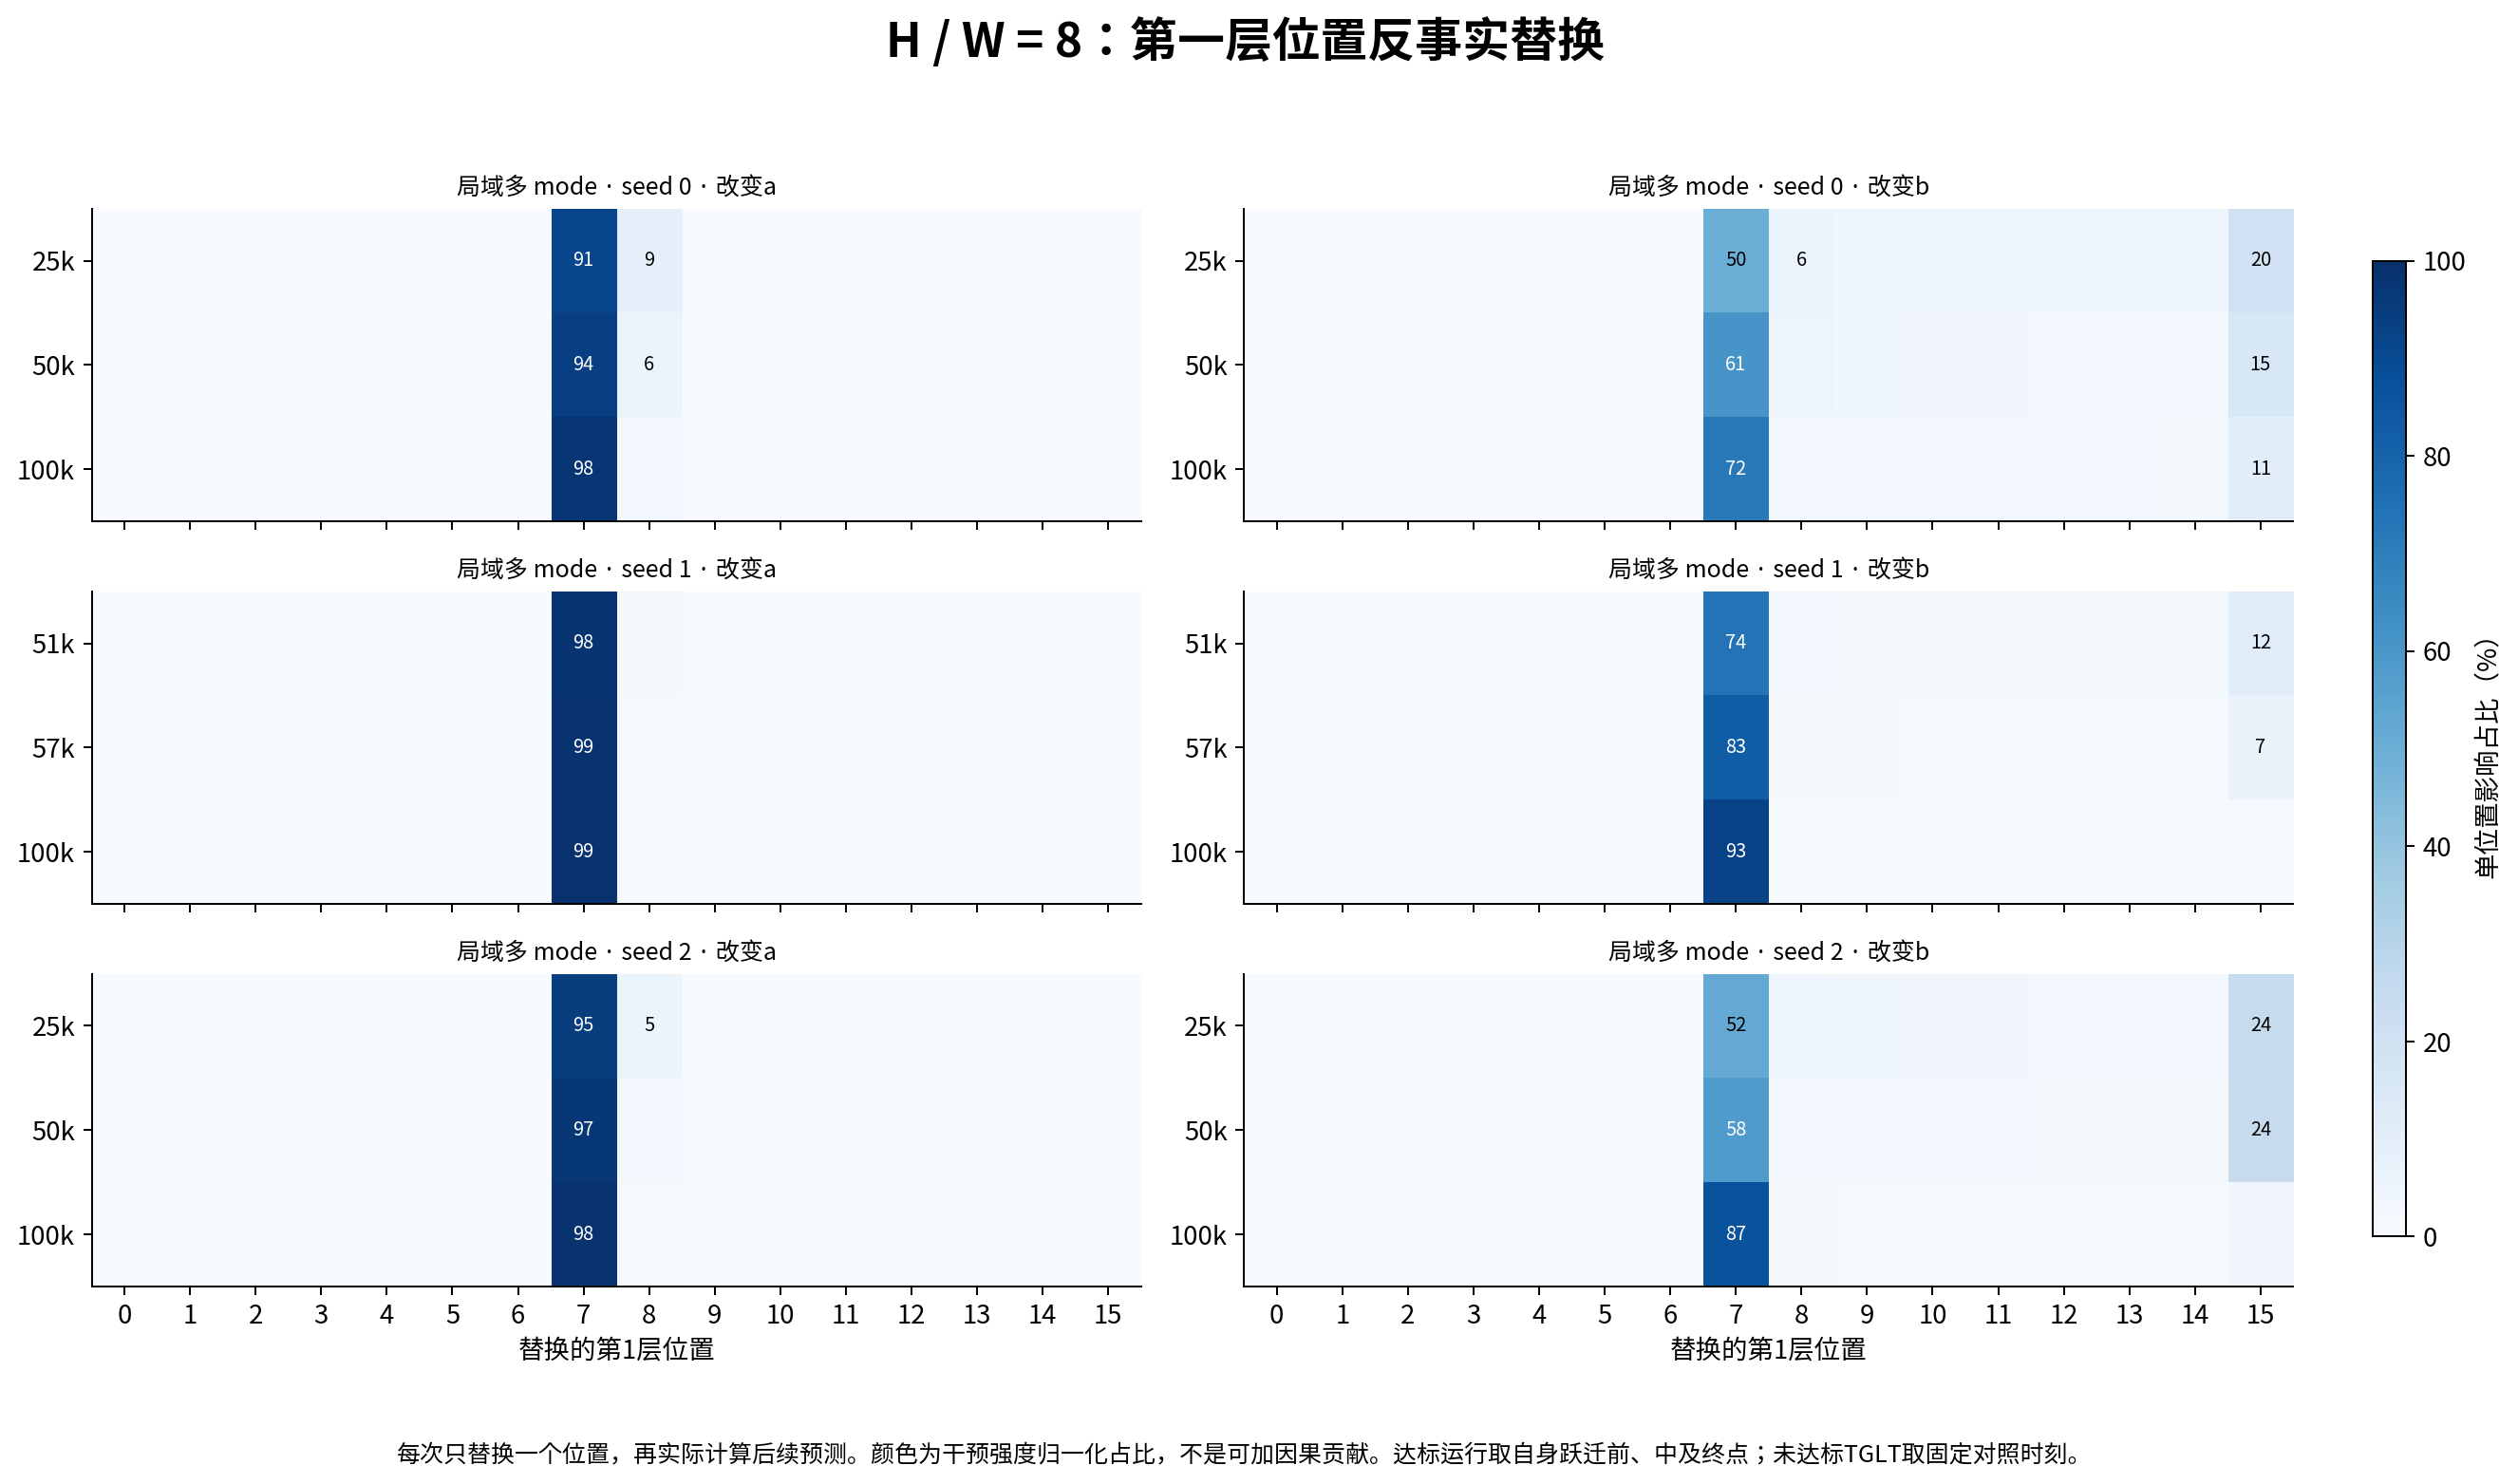 H / W = 8：第一层位置反事实替换
局域多 mode · seed 0 · 改变a
25k
91
9
50k
94
6
100k
98
局域多 mode · seed 0 · 改变b
25k
50
6
20
50k
61
15
100k
72
11
局域多 mode · seed 1 · 改变a
51k
98
57k
99
100k
99
局域多 mode · seed 1 · 改变b
51k
74
12
57k
83
7
100k
93
局域多 mode · seed 2 · 改变a
25k
95
5
50k
97
100k
98
0 1 2 3 4 5 6 7 8 9 10 11 12 13 14 15
替换的第1层位置
局域多 mode · seed 2 · 改变b
25k
52
24
50k
58
24
100k
87
0 1 2 3 4 5 6 7 8 9 10 11 12 13 14 15
替换的第1层位置
100
80
60
40
20
0
单位置影响占比（%）
每次只替换一个位置，再实际计算后续预测。颜色为干预强度归一化占比，不是可加因果贡献。达标运行取自身跃迁前、中及终点；未达标TGLT取固定对照时刻。